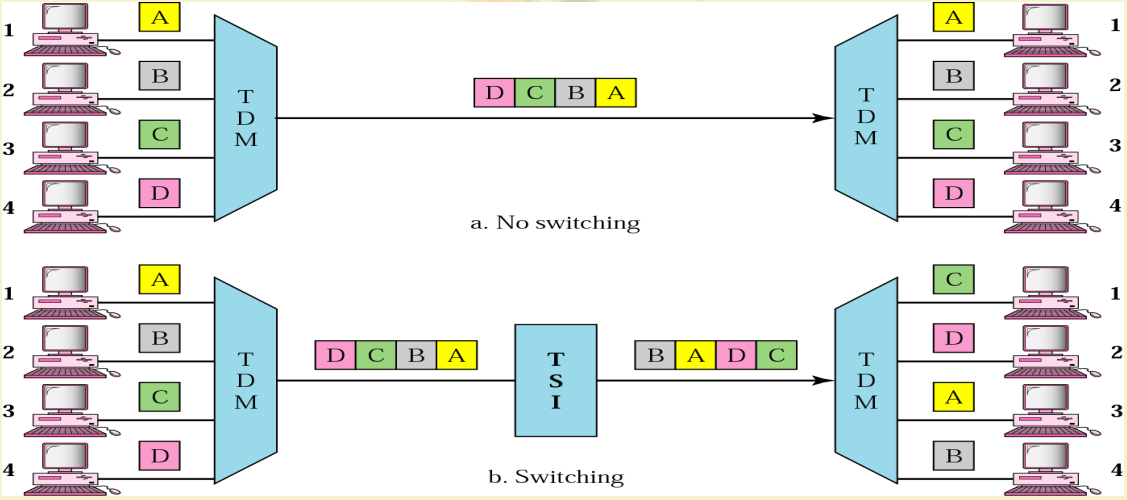 1 A A 1
2 B B 2
TDM D C B A TDM
3 C C 3
4 D D 4
a. No switching
1 A C 1
2 B D 2
TDM D C B A TSI B A D C TDM
3 C A 3
4 D B 4
b. Switching